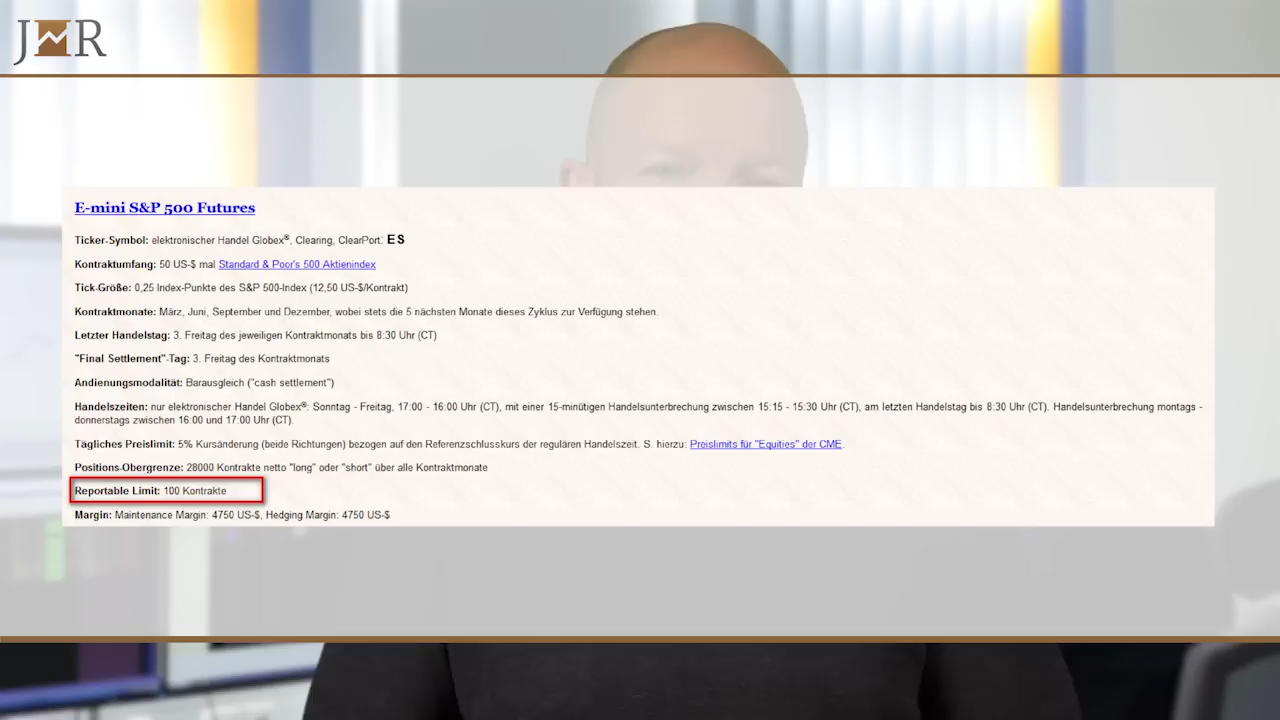 JMR
E-mini S&P 500 Futures
Ticker-Symbol: elektronischer Handel Globex®, Clearing, ClearPort: ES
Kontraktumfang: 50 US-$ mal Standard & Poor's 500 Aktienindex
Tick-Größe: 0,25 Index-Punkte des S&P 500-Index (12,50 US-$/Kontrakt)
Kontraktmonate: März, Juni, September und Dezember, wobei stets die 5 nächsten Monate dieses Zyklus zur Verfügung stehen.
Letzter Handelstag: 3. Freitag des jeweiligen Kontraktmonats bis 8:30 Uhr (CT)
"Final Settlement"-Tag: 3. Freitag des Kontraktmonats
Andienungsmodalität: Barausgleich ("cash settlement")
Handelszeiten: nur elektronischer Handel Globex®: Sonntag - Freitag, 17:00 - 16:00 Uhr (CT), mit einer 15-minütigen Handelsunterbrechung zwischen 15:15 - 15:30 Uhr (CT), am letzten Handelstag bis 8:30 Uhr (CT). Handelsunterbrechung montags -
donnerstags zwischen 16:00 und 17:00 Uhr (CT).
Tägliches Preislimit: 5% Kursänderung (beide Richtungen) bezogen auf den Referenzschlusskurs der regulären Handelszeit. S. hierzu: Preislimits für "Equities" der CME.
Positions-Obergrenze: 28000 Kontrakte netto "long" oder "short" über alle Kontraktmonate
Reportable Limit: 100 Kontrakte
Margin: Maintenance Margin: 4750 US-$, Hedging Margin: 4750 US-$